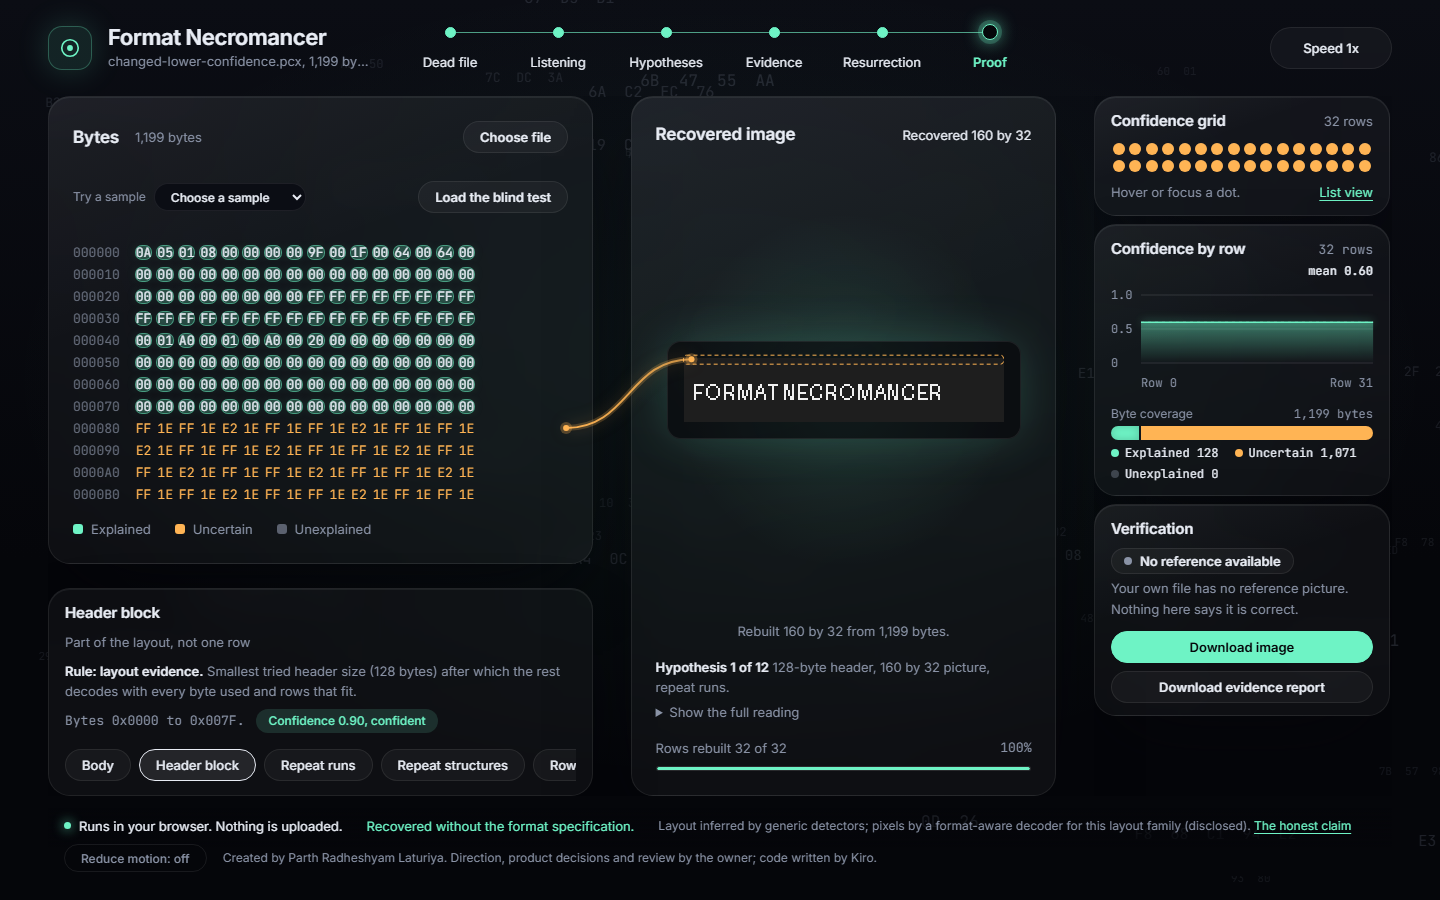 Format Necromancer
changed-lower-confidence.pcx, 1,199 by…
Dead file
Listening
Hypotheses
Evidence
Resurrection
Proof
Speed 1x
Bytes 1,199 bytes
Choose file
Try a sample
Choose a sample
Load the blind test
000000 0A 05 01 08 00 00 00 00 9F 00 1F 00 64 00 64 00
000010 00 00 00 00 00 00 00 00 00 00 00 00 00 00 00 00
000020 00 00 00 00 00 00 00 00 FF FF FF FF FF FF FF FF
000030 FF FF FF FF FF FF FF FF FF FF FF FF FF FF FF FF
000040 00 01 A0 00 01 00 A0 00 20 00 00 00 00 00 00 00
000050 00 00 00 00 00 00 00 00 00 00 00 00 00 00 00 00
000060 00 00 00 00 00 00 00 00 00 00 00 00 00 00 00 00
000070 00 00 00 00 00 00 00 00 00 00 00 00 00 00 00 00
000080 FF 1E FF 1E E2 1E FF 1E FF 1E E2 1E FF 1E FF 1E
000090 E2 1E FF 1E FF 1E E2 1E FF 1E FF 1E E2 1E FF 1E
0000A0 FF 1E E2 1E FF 1E FF 1E E2 1E FF 1E FF 1E E2 1E
0000B0 FF 1E FF 1E E2 1E FF 1E FF 1E E2 1E FF 1E FF 1E
Explained
Uncertain
Unexplained
Header block
Part of the layout, not one row
Rule: layout evidence. Smallest tried header size (128 bytes) after which the rest
decodes with every byte used and rows that fit.
Bytes 0x0000 to 0x007F.
Confidence 0.90, confident
Body
Header block
Repeat runs
Repeat structures
Row
Recovered image
Recovered 160 by 32
FORMAT NECROMANCER
Rebuilt 160 by 32 from 1,199 bytes.
Hypothesis 1 of 12 128-byte header, 160 by 32 picture,
repeat runs.
Show the full reading
Rows rebuilt 32 of 32
100%
Confidence grid
32 rows
Hover or focus a dot.
List view
Confidence by row
32 rows
mean 0.60
1.0
0.5
0
Row 0
Row 31
Byte coverage
1,199 bytes
Explained 128
Uncertain 1,071
Unexplained 0
Verification
No reference available
Your own file has no reference picture.
Nothing here says it is correct.
Download image
Download evidence report
Runs in your browser. Nothing is uploaded.
Recovered without the format specification.
Layout inferred by generic detectors; pixels by a format-aware decoder for this layout family (disclosed). The honest claim
Reduce motion: off
Created by Parth Radheshyam Laturiya. Direction, product decisions and review by the owner; code written by Kiro.